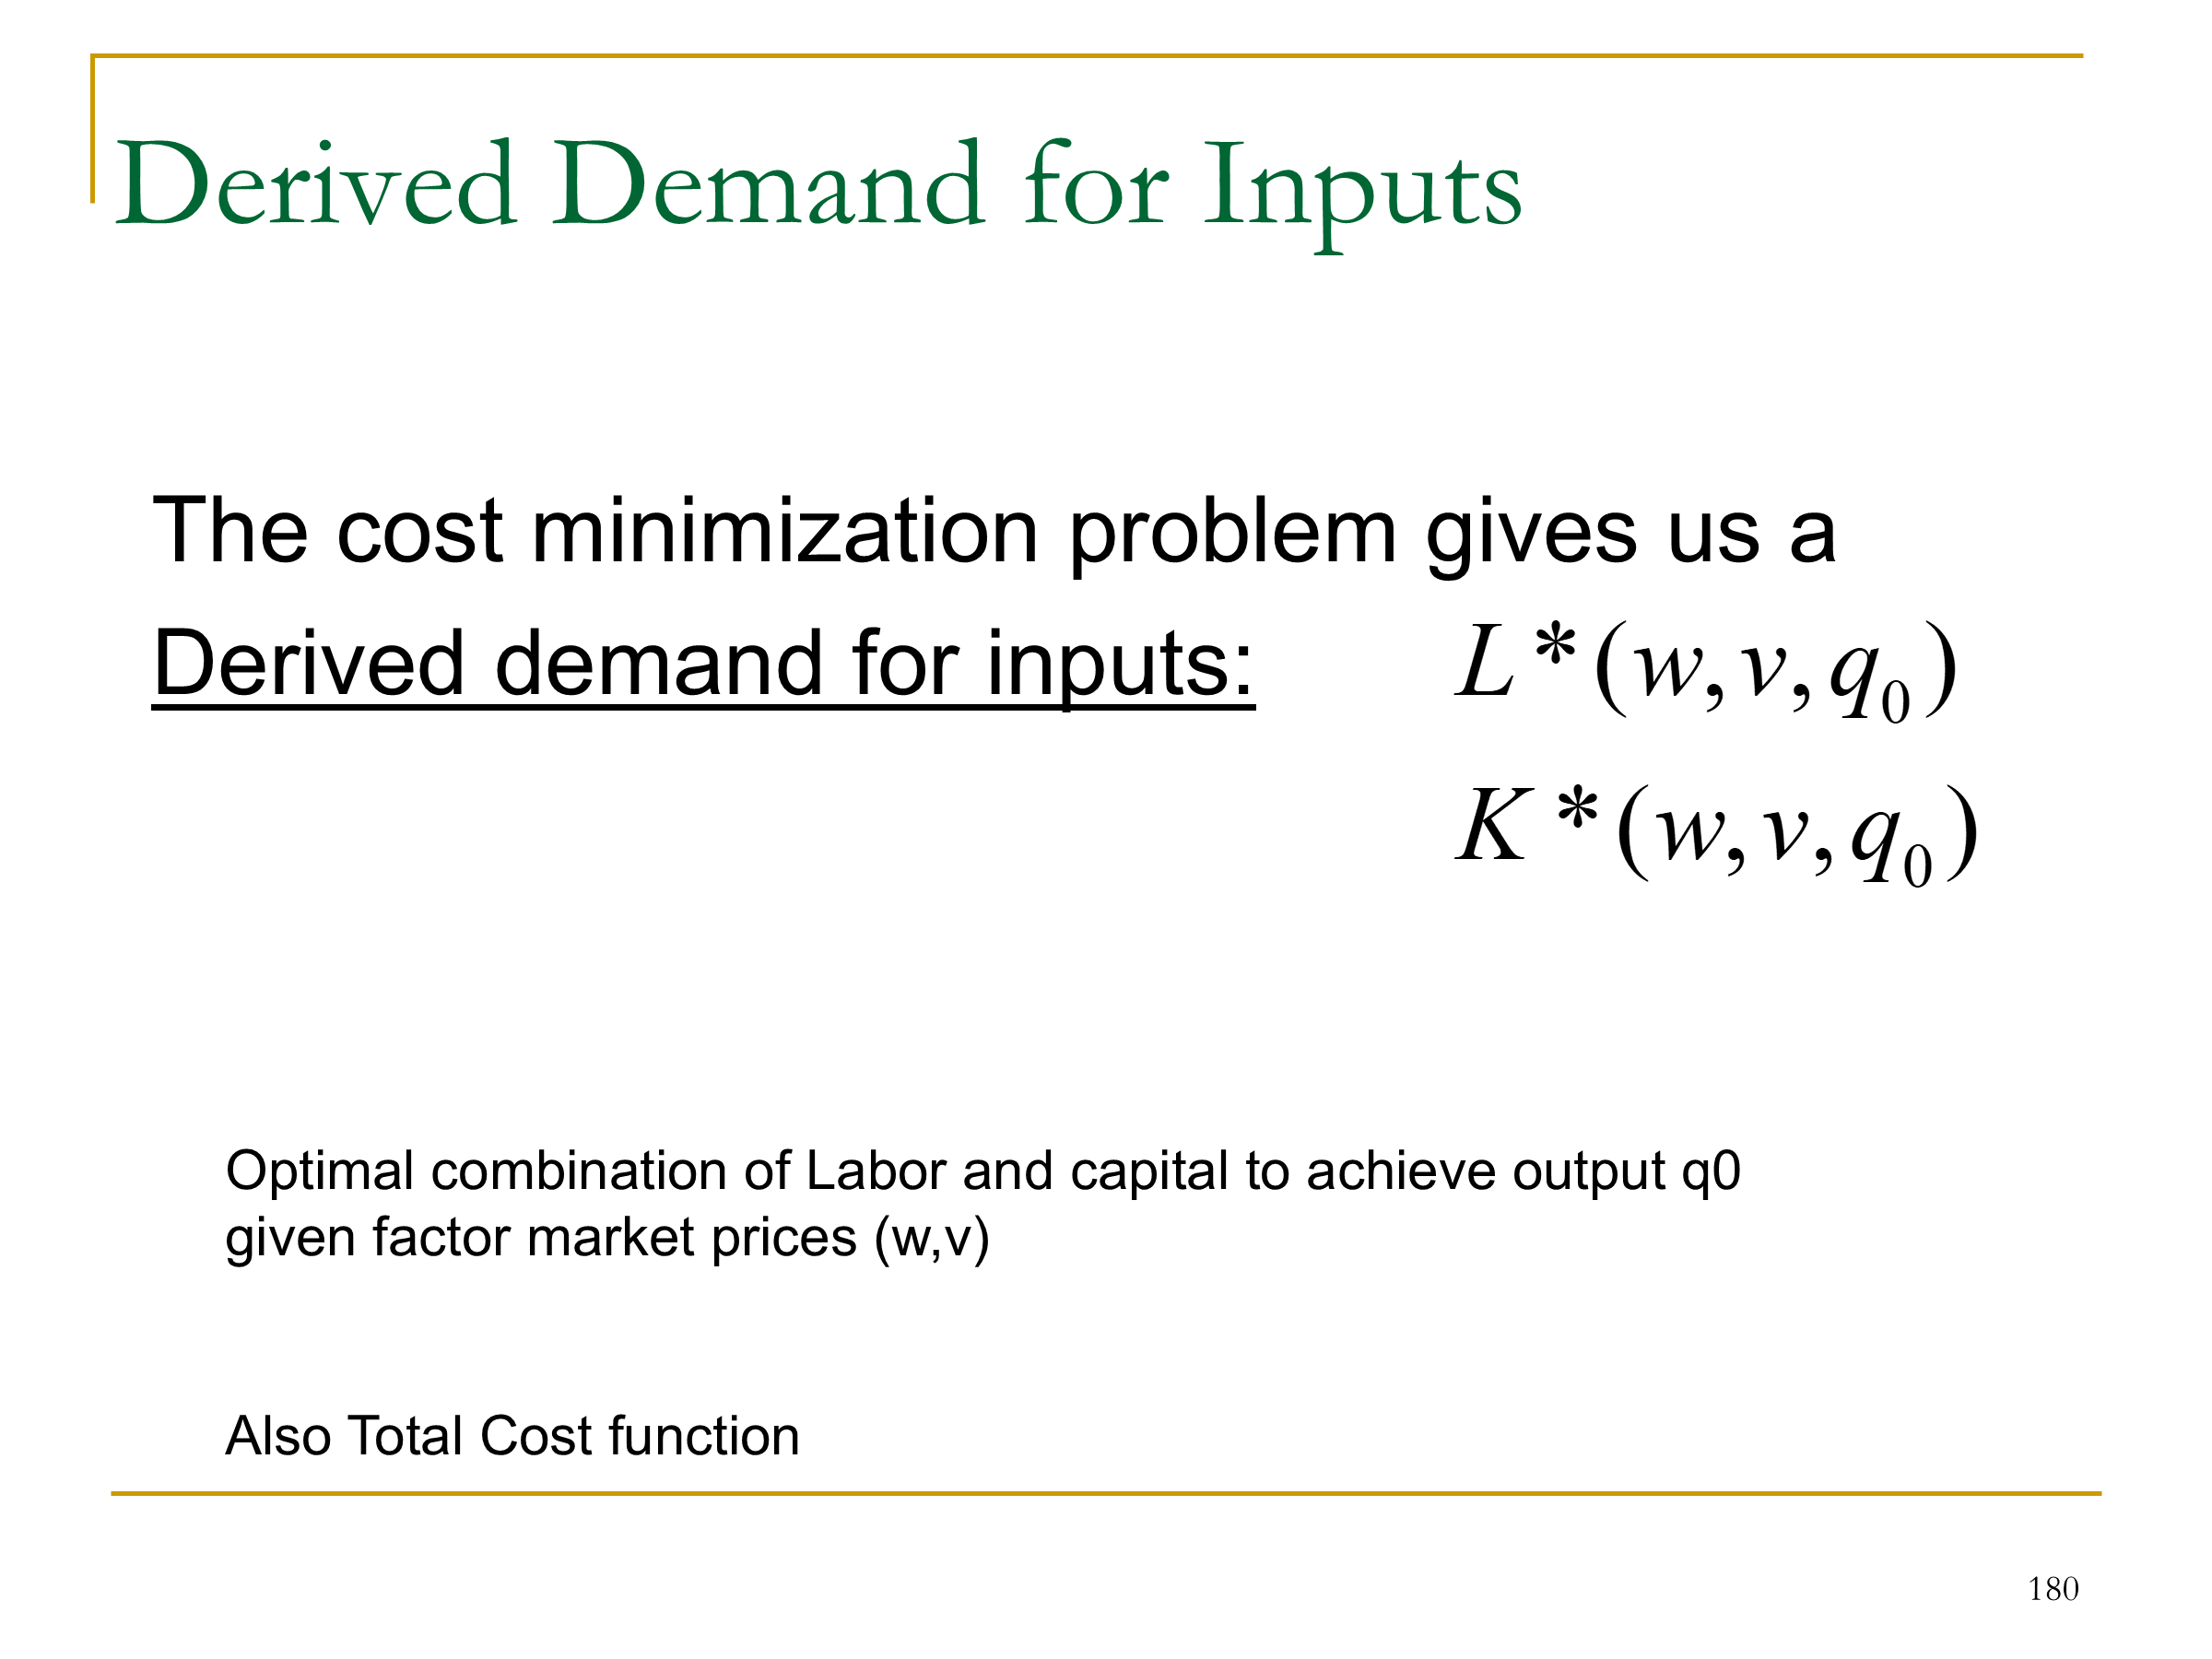 Derived Demand for Inputs
The cost minimization problem gives us a
Derived demand for inputs: L*(w,v,q₀)
K*(w,v,q₀)
Optimal combination of Labor and capital to achieve output q0
given factor market prices (w,v)
Also Total Cost function
180